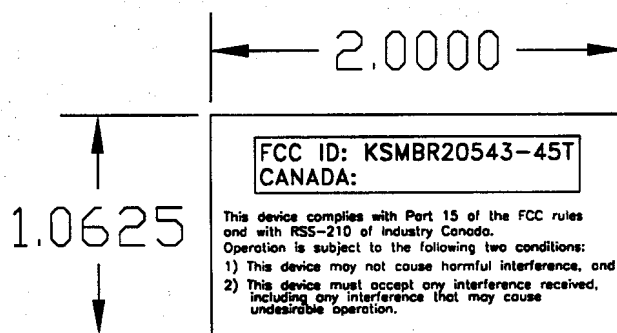 2.0000
FCC ID: KSMBR20543-45T
CANADA:
1.0625
This device complies with Part 15 of the FCC rules
and with RSS-210 of Industry Canada.
Operation is subject to the following two conditions:
1) This device may not cause harmful interference, and
2) This device must accept any interference received,
including any interference that may cause
undesirable operation.